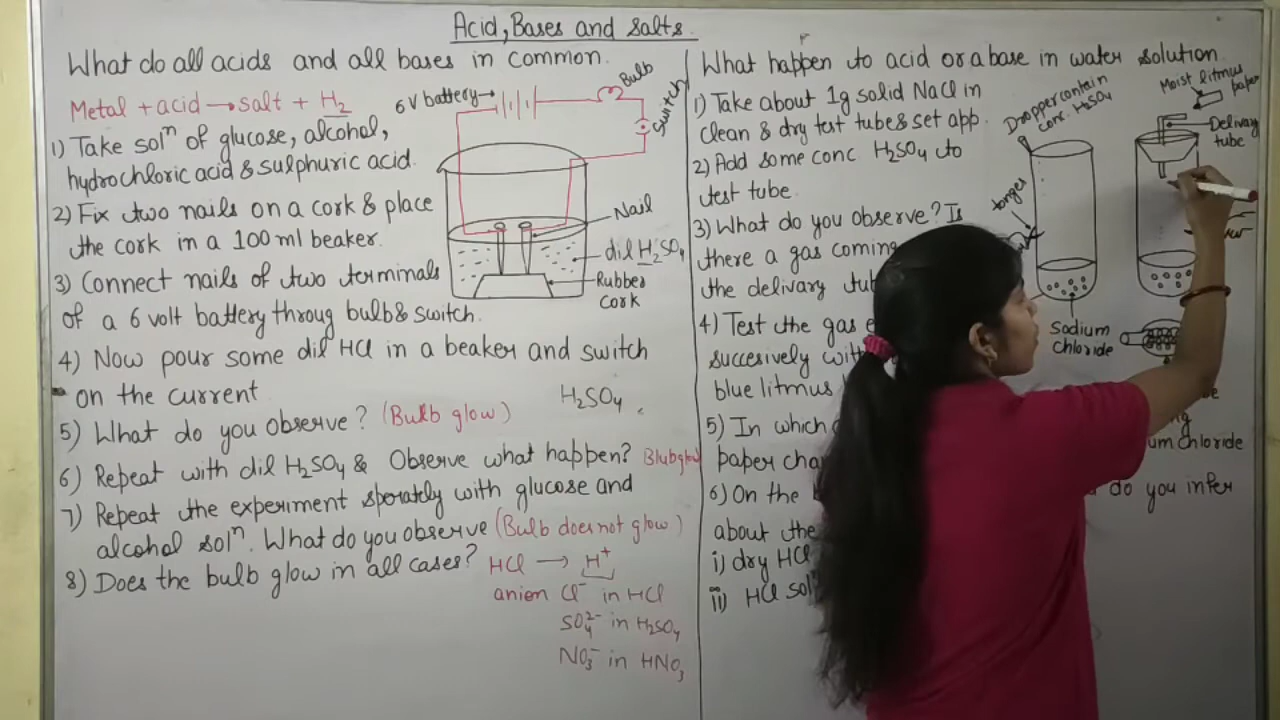 Acid, Bases and Salts.
What do all acids and all bases in common.
Metal + acid → salt + H2
1) Take solⁿ of glucose, alcohol,
hydrochloric acid & sulphuric acid.
2) Fix two nails on a cork & place
the cork in a 100 ml beaker.
3) Connect nails of two terminals
of a 6 volt battery throug bulb & switch.
4) Now pour some dil HCl in a beaker and switch
on the current
5) What do you observe? (Bulb glow)
H2SO4
6) Repeat with dil H2SO4 & Observe what happen? Blubglow
7) Repeat the experiment sperately with glucose and
alcohol solⁿ. What do you observe (Bulb does not glow)
8) Does the bulb glow in all cases?
HCl → H⁺
anion Cl⁻ in HCl
SO4²⁻ in H2SO4
NO3⁻ in HNO3
6V battery →
Bulb
Switch
Nail
dil H2SO4
Rubber
cork
What happen to acid or a base in water solution
1) Take about 1g solid NaCl in
clean & dry test tube & set app.
2) Add some conc H2SO4 to
test tube.
3) What do you observe? Is
there a gas coming
the delivary
4) Test the gas
succesively
blue litmus
5) In which
paper
6) On the
do you infer
about the
i) dry HCl
ii) HCl
Dropper contain
conc. H2SO4
tonges
Sodium
chloride
Moist litmus
paper
Delivary
tube
chloride